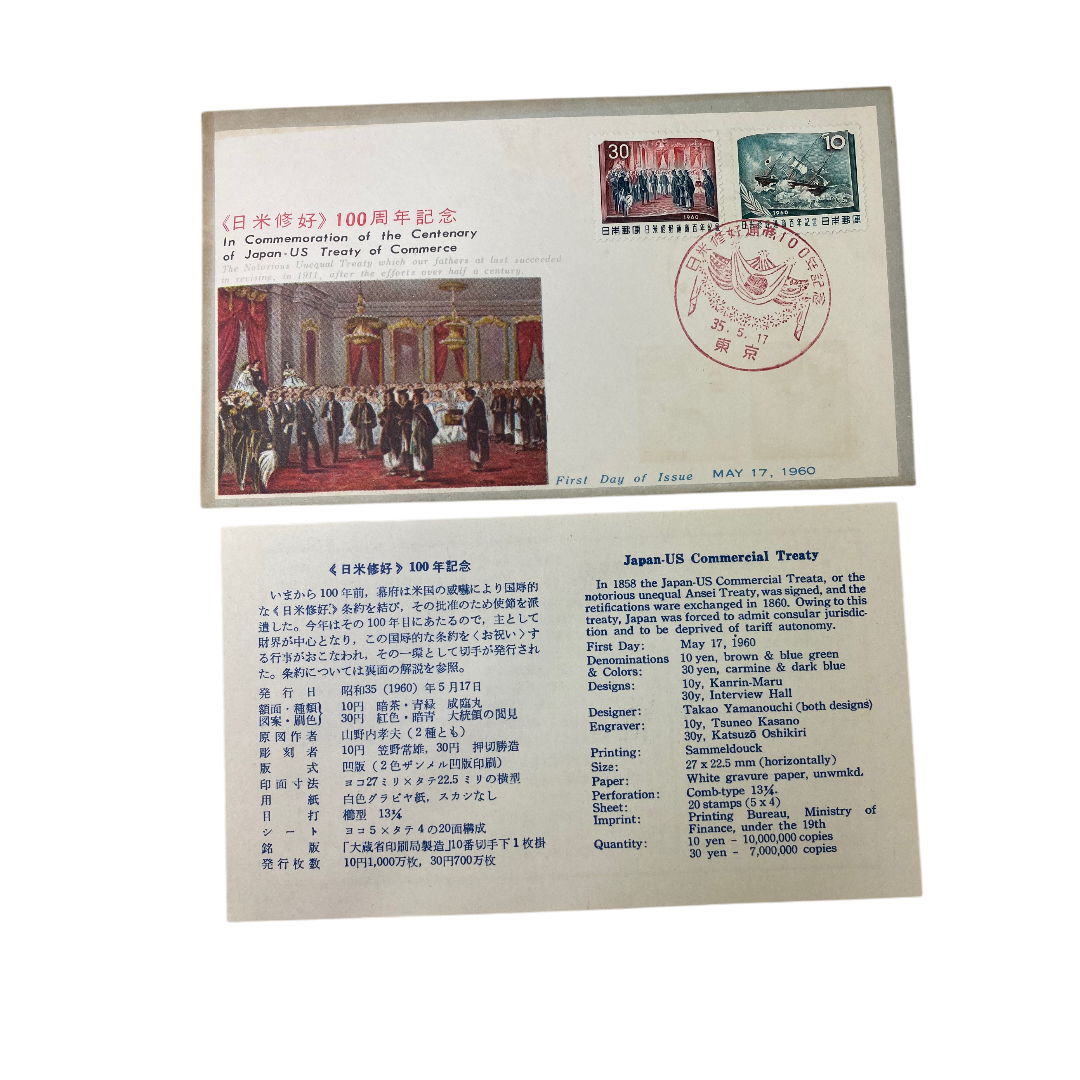 30
1960
日本郵便 日米修好通商百年記念
10
1960
日米修好通商百年記念 日本郵便
《日米修好》100周年記念
In Commemoration of the Centenary
of Japan-US Treaty of Commerce
The Notorious Unequal Treaty which our fathers at last succeeded
in revising, in 1911, after the efforts over half a century.
日米修好通商100年記念
35.5.17
東京
First Day of Issue MAY 17, 1960
《日米修好》100年記念
いまから100年前，幕府は米国の威嚇により国辱的
な《日米修好》条約を結び，その批准のため使節を派
遣した。今年はその100年目にあたるので，主として
財界が中心となり，この国辱的な条約を〈お祝い〉す
る行事がおこなわれ，その一環として切手が発行され
た。条約については裏面の解説を参照。
発行日 昭和35（1960）年5月17日
額面・種類｝ 10円 暗茶・青緑 咸臨丸
図案・刷色｝ 30円 紅色・暗青 大統領の閲見
原図作者 山野内孝夫（2種とも）
彫刻者 10円 笠野常雄，30円 押切勝造
版式 凹版（2色ザンメル凹版印刷）
印面寸法 ヨコ27ミリ×タテ22.5ミリの横型
用紙 白色グラビヤ紙，スカシなし
目打 櫛型 13¾
シート ヨコ5×タテ4の20面構成
銘版 「大蔵省印刷局製造」10番切手下1枚掛
発行枚数 10円1,000万枚，30円700万枚
Japan-US Commercial Treaty
In 1858 the Japan-US Commercial Treata, or the
notorious unequal Ansei Treaty, was signed, and the
retifications ware exchanged in 1860. Owing to this
treaty, Japan was forced to admit consular jurisdic-
tion and to be deprived of tariff autonomy.
First Day: May 17, 1960
Denominations 10 yen, brown & blue green
& Colors: 30 yen, carmine & dark blue
Designs: 10y, Kanrin-Maru
30y, Interview Hall
Designer: Takao Yamanouchi (both designs)
Engraver: 10y, Tsuneo Kasano
30y, Katsuzō Oshikiri
Printing: Sammeldouck
Size: 27 x 22.5 mm (horizontally)
Paper: White gravure paper, unwmkd.
Perforation: Comb-type 13¾.
Sheet: 20 stamps (5 x 4)
Imprint: Printing Bureau, Ministry of
Finance, under the 19th
Quantity: 10 yen – 10,000,000 copies
30 yen – 7,000,000 copies